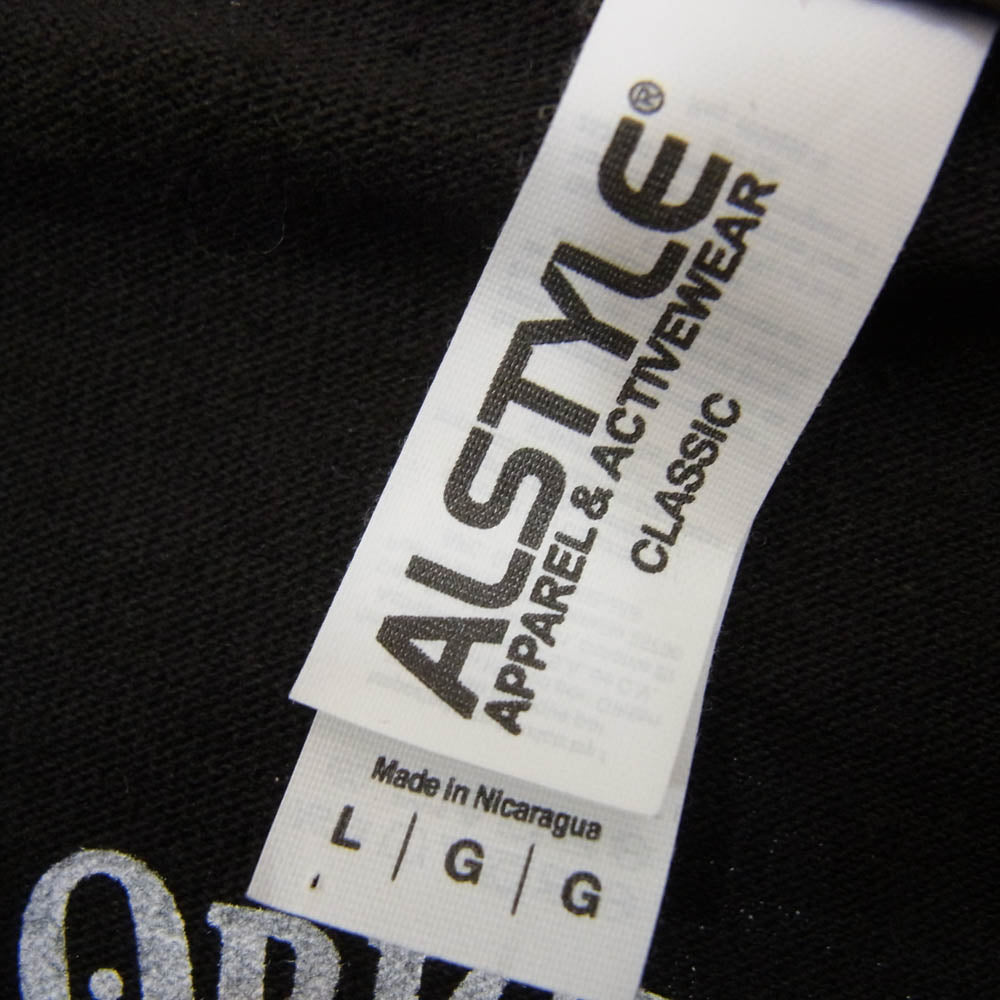 ALSTYLE®
APPAREL & ACTIVEWEAR
CLASSIC
Made in Nicaragua
L | G | G